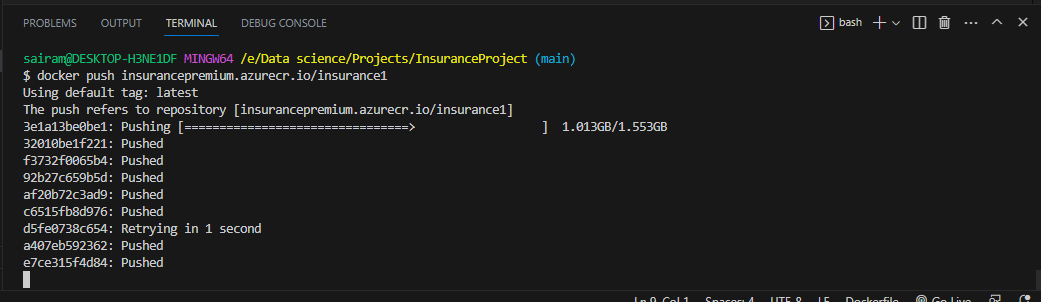 PROBLEMS OUTPUT TERMINAL DEBUG CONSOLE bash
sairam@DESKTOP-H3NE1DF MINGW64 /e/Data science/Projects/InsuranceProject (main)
$ docker push insurancepremium.azurecr.io/insurance1
Using default tag: latest
The push refers to repository [insurancepremium.azurecr.io/insurance1]
3e1a13be0be1: Pushing [================================>                  ]  1.013GB/1.553GB
32010be1f221: Pushed
f3732f0065b4: Pushed
92b27c659b5d: Pushed
af20b72c3ad9: Pushed
c6515fb8d976: Pushed
d5fe0738c654: Retrying in 1 second
a407eb592362: Pushed
e7ce315f4d84: Pushed
Ln 9, Col 1 Spaces: 4 UTF-8 LF Dockerfile Go Live